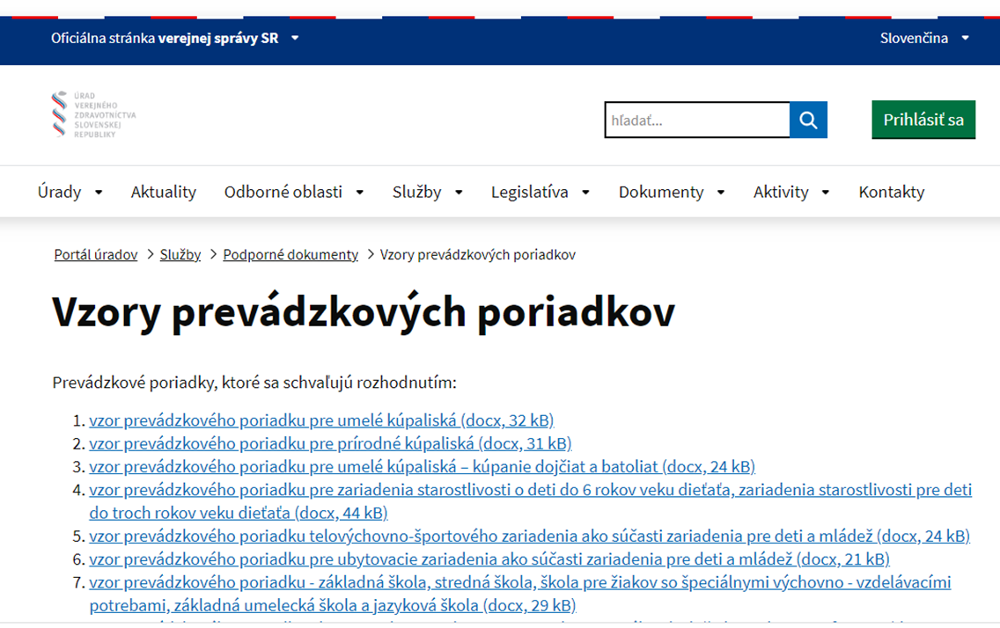 Oficiálna stránka verejnej správy SR
Slovenčina
ÚRAD
VEREJNÉHO
ZDRAVOTNÍCTVA
SLOVENSKEJ
REPUBLIKY
hľadať...
Prihlásiť sa
Úrady Aktuality Odborné oblasti Služby Legislatíva Dokumenty Aktivity Kontakty
Portál úradov > Služby > Podporné dokumenty > Vzory prevádzkových poriadkov
Vzory prevádzkových poriadkov
Prevádzkové poriadky, ktoré sa schvaľujú rozhodnutím:
1. vzor prevádzkového poriadku pre umelé kúpaliská (docx, 32 kB)
2. vzor prevádzkového poriadku pre prírodné kúpaliská (docx, 31 kB)
3. vzor prevádzkového poriadku pre umelé kúpaliská – kúpanie dojčiat a batoliat (docx, 24 kB)
4. vzor prevádzkového poriadku pre zariadenia starostlivosti o deti do 6 rokov veku dieťaťa, zariadenia starostlivosti pre deti
do troch rokov veku dieťaťa (docx, 44 kB)
5. vzor prevádzkového poriadku telovýchovno-športového zariadenia ako súčasti zariadenia pre deti a mládež (docx, 24 kB)
6. vzor prevádzkového poriadku pre ubytovacie zariadenia ako súčasti zariadenia pre deti a mládež (docx, 21 kB)
7. vzor prevádzkového poriadku - základná škola, stredná škola, škola pre žiakov so špeciálnymi výchovno - vzdelávacími
potrebami, základná umelecká škola a jazyková škola (docx, 29 kB)